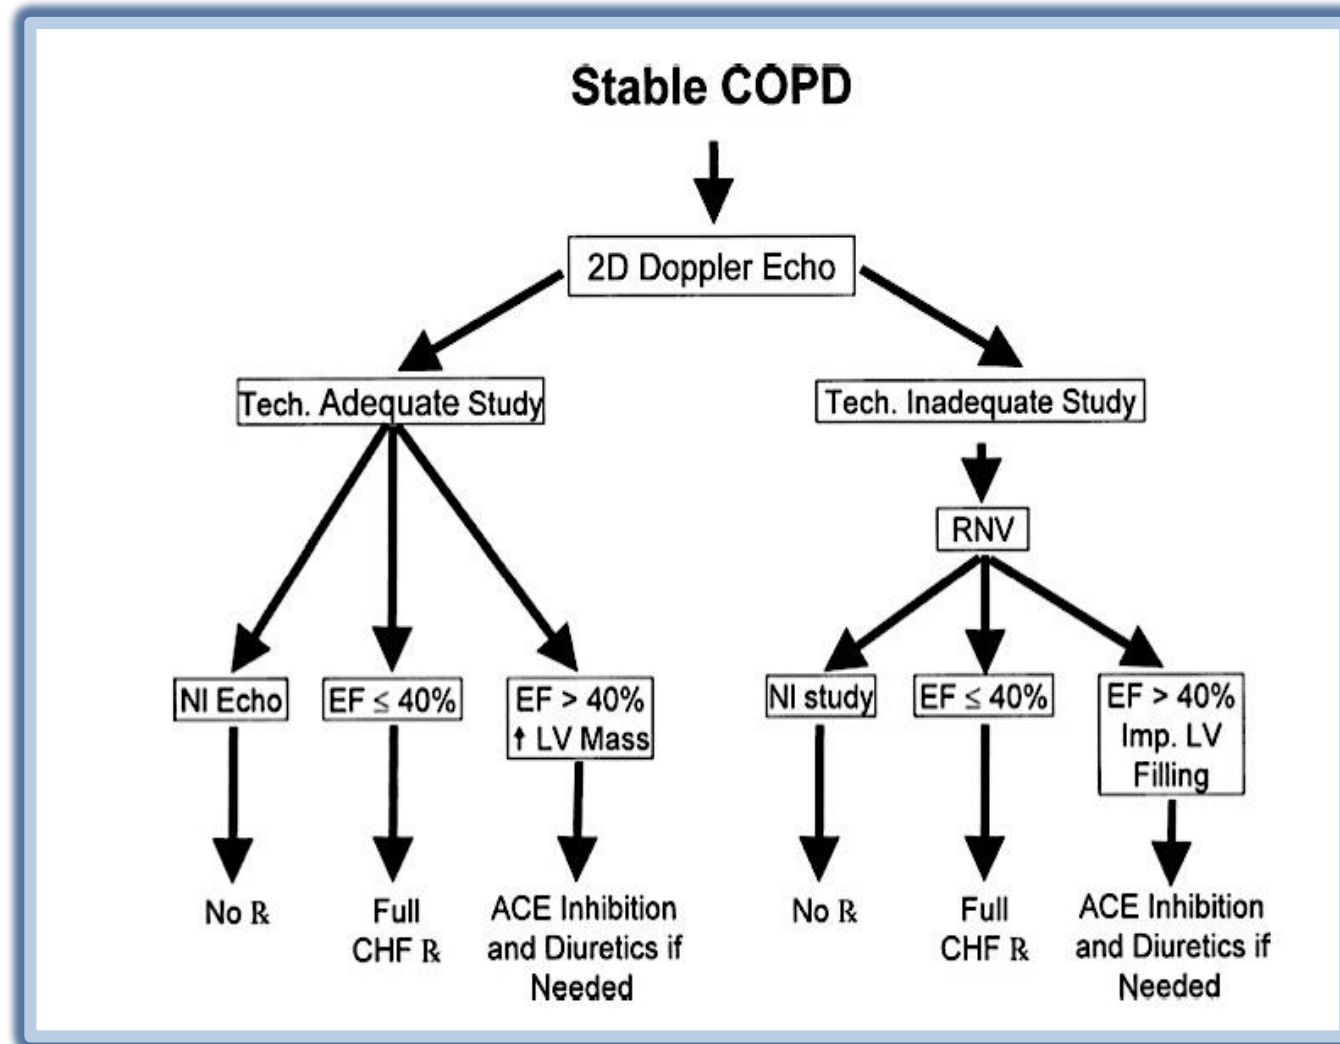 Stable COPD
2D Doppler Echo
Tech. Adequate Study
Tech. Inadequate Study
RNV
Nl Echo
EF ≤ 40%
EF > 40%
↑ LV Mass
Nl study
EF ≤ 40%
EF > 40%
Imp. LV
Filling
No ℞
Full
CHF ℞
ACE Inhibition
and Diuretics if
Needed
No ℞
Full
CHF ℞
ACE Inhibition
and Diuretics if
Needed